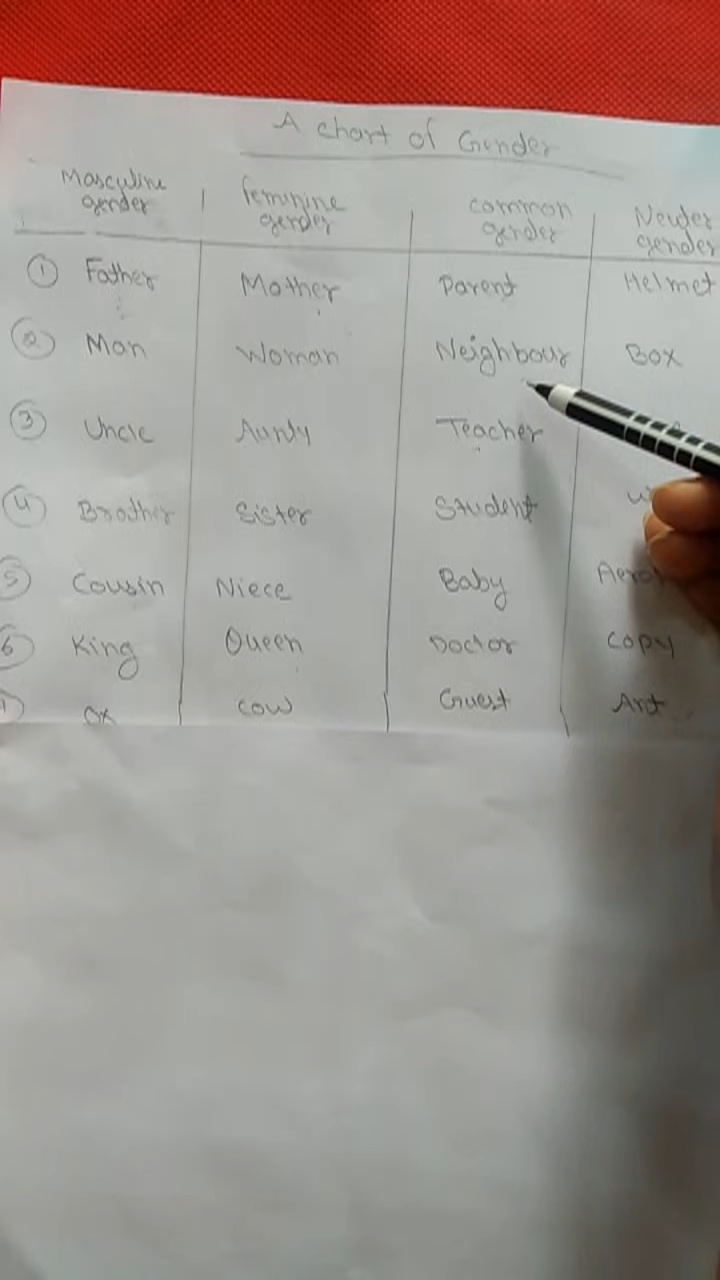 A chart of Gender
Masculine gender feminine gender common gender Neuter gender
1 Father Mother Parent Helmet
2 Man Woman Neighbour Box
3 Uncle Aunty Teacher
4 Brother Sister Student
5 Cousin Niece Baby
6 King Queen Doctor Copy
7 Ox Cow Guest Ant